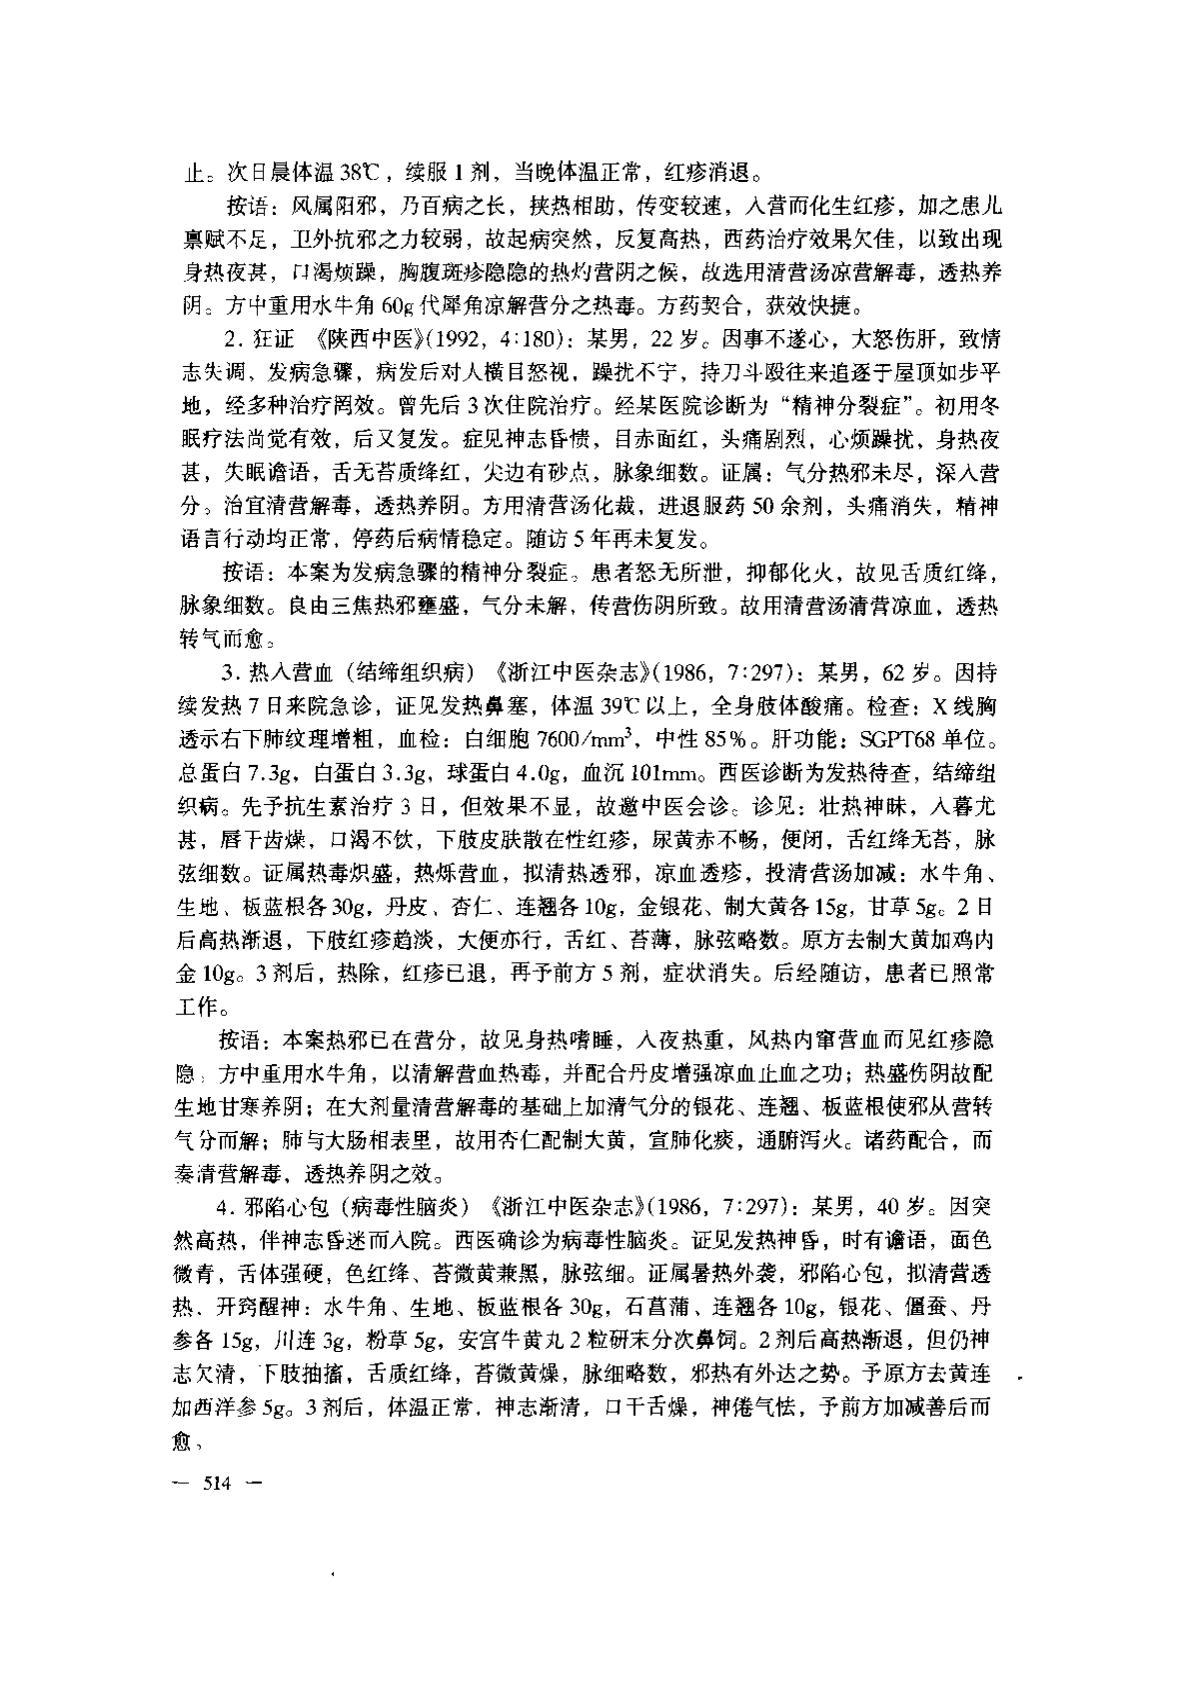 止。次日晨体温 38℃，续服 1 剂，当晚体温正常，红疹消退。
按语：风属阳邪，乃百病之长，挟热相助，传变较速，入营而化生红疹，加之患儿
禀赋不足，卫外抗邪之力较弱，故起病突然，反复高热，西药治疗效果欠佳，以致出现
身热夜甚，口渴烦躁，胸腹斑疹隐隐的热灼营阴之候，故选用清营汤凉营解毒，透热养
阴。方中重用水牛角 60g 代犀角凉解营分之热毒。方药契合，获效快捷。
2. 狂证 《陕西中医》(1992，4:180)：某男，22 岁。因事不遂心，大怒伤肝，致情
志失调、发病急骤，病发后对人横目怒视，躁扰不宁，持刀斗殴往来追逐于屋顶如步平
地，经多种治疗罔效。曾先后 3 次住院治疗。经某医院诊断为“精神分裂症”。初用冬
眠疗法尚觉有效，后又复发。症见神志昏愦，目赤面红，头痛剧烈，心烦躁扰，身热夜
甚，失眠谵语，舌无苔质绛红，尖边有砂点，脉象细数。证属：气分热邪未尽，深入营
分。治宜清营解毒，透热养阴。方用清营汤化裁，进退服药 50 余剂，头痛消失，精神
语言行动均正常，停药后病情稳定。随访 5 年再未复发。
按语：本案为发病急骤的精神分裂症。患者怒无所泄，抑郁化火，故见舌质红绛，
脉象细数。良由三焦热邪壅盛，气分未解，传营伤阴所致。故用清营汤清营凉血，透热
转气而愈。
3. 热入营血（结缔组织病）《浙江中医杂志》(1986，7:297)：某男，62 岁。因持
续发热 7 日来院急诊，证见发热鼻塞，体温 39℃以上，全身肢体酸痛。检查：X 线胸
透示右下肺纹理增粗，血检：白细胞 7600/mm³，中性 85%。肝功能：SGPT68 单位。
总蛋白 7.3g，白蛋白 3.3g，球蛋白 4.0g，血沉 101mm。西医诊断为发热待查，结缔组
织病。先予抗生素治疗 3 日，但效果不显，故邀中医会诊。诊见：壮热神昧，入暮尤
甚，唇干齿燥，口渴不饮，下肢皮肤散在性红疹，尿黄赤不畅，便闭，舌红绛无苔，脉
弦细数。证属热毒炽盛，热烁营血，拟清热透邪，凉血透疹，投清营汤加减：水牛角、
生地、板蓝根各 30g，丹皮、杏仁、连翘各 10g，金银花、制大黄各 15g，甘草 5g。2 日
后高热渐退，下肢红疹趋淡，大便亦行，舌红、苔薄，脉弦略数。原方去制大黄加鸡内
金 10g。3 剂后，热除，红疹已退，再予前方 5 剂，症状消失。后经随访，患者已照常
工作。
按语：本案热邪已在营分，故见身热嗜睡，入夜热重，风热内窜营血而见红疹隐
隐；方中重用水牛角，以清解营血热毒，并配合丹皮增强凉血止血之功；热盛伤阴故配
生地甘寒养阴；在大剂量清营解毒的基础上加清气分的银花、连翘、板蓝根使邪从营转
气分而解；肺与大肠相表里，故用杏仁配制大黄，宣肺化痰，通腑泻火。诸药配合，而
奏清营解毒，透热养阴之效。
4. 邪陷心包（病毒性脑炎）《浙江中医杂志》(1986，7:297)：某男，40 岁。因突
然高热，伴神志昏迷而入院。西医确诊为病毒性脑炎。证见发热神昏，时有谵语，面色
微青，舌体强硬，色红绛、苔微黄兼黑，脉弦细。证属暑热外袭，邪陷心包，拟清营透
热、开窍醒神：水牛角、生地、板蓝根各 30g，石菖蒲、连翘各 10g，银花、僵蚕、丹
参各 15g，川连 3g，粉草 5g，安宫牛黄丸 2 粒研末分次鼻饲。2 剂后高热渐退，但仍神
志欠清，下肢抽搐，舌质红绛，苔微黄燥，脉细略数，邪热有外达之势。予原方去黄连
加西洋参 5g。3 剂后，体温正常，神志渐清，口干舌燥，神倦气怯，予前方加减善后而
愈。
— 514 —